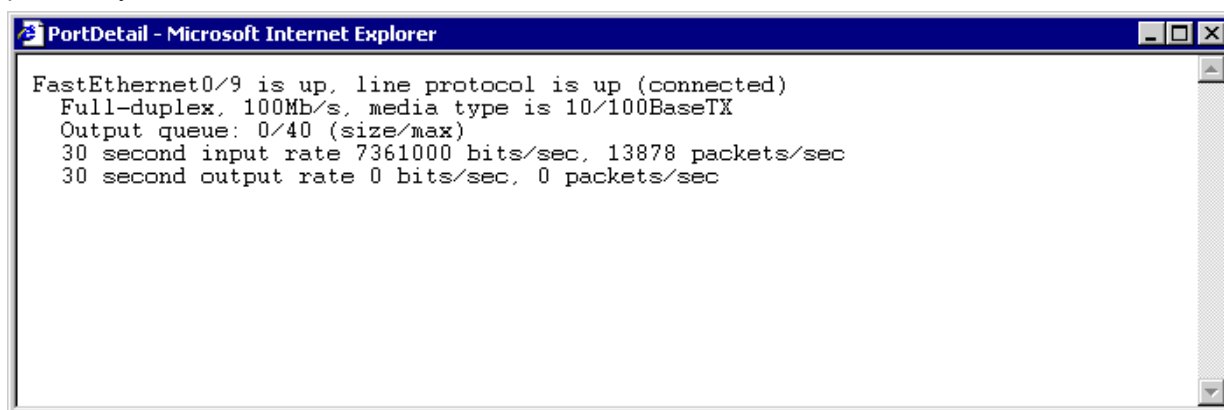 PortDetail - Microsoft Internet Explorer
FastEthernet0/9 is up, line protocol is up (connected)
Full-duplex, 100Mb/s, media type is 10/100BaseTX
Output queue: 0/40 (size/max)
30 second input rate 7361000 bits/sec, 13878 packets/sec
30 second output rate 0 bits/sec, 0 packets/sec